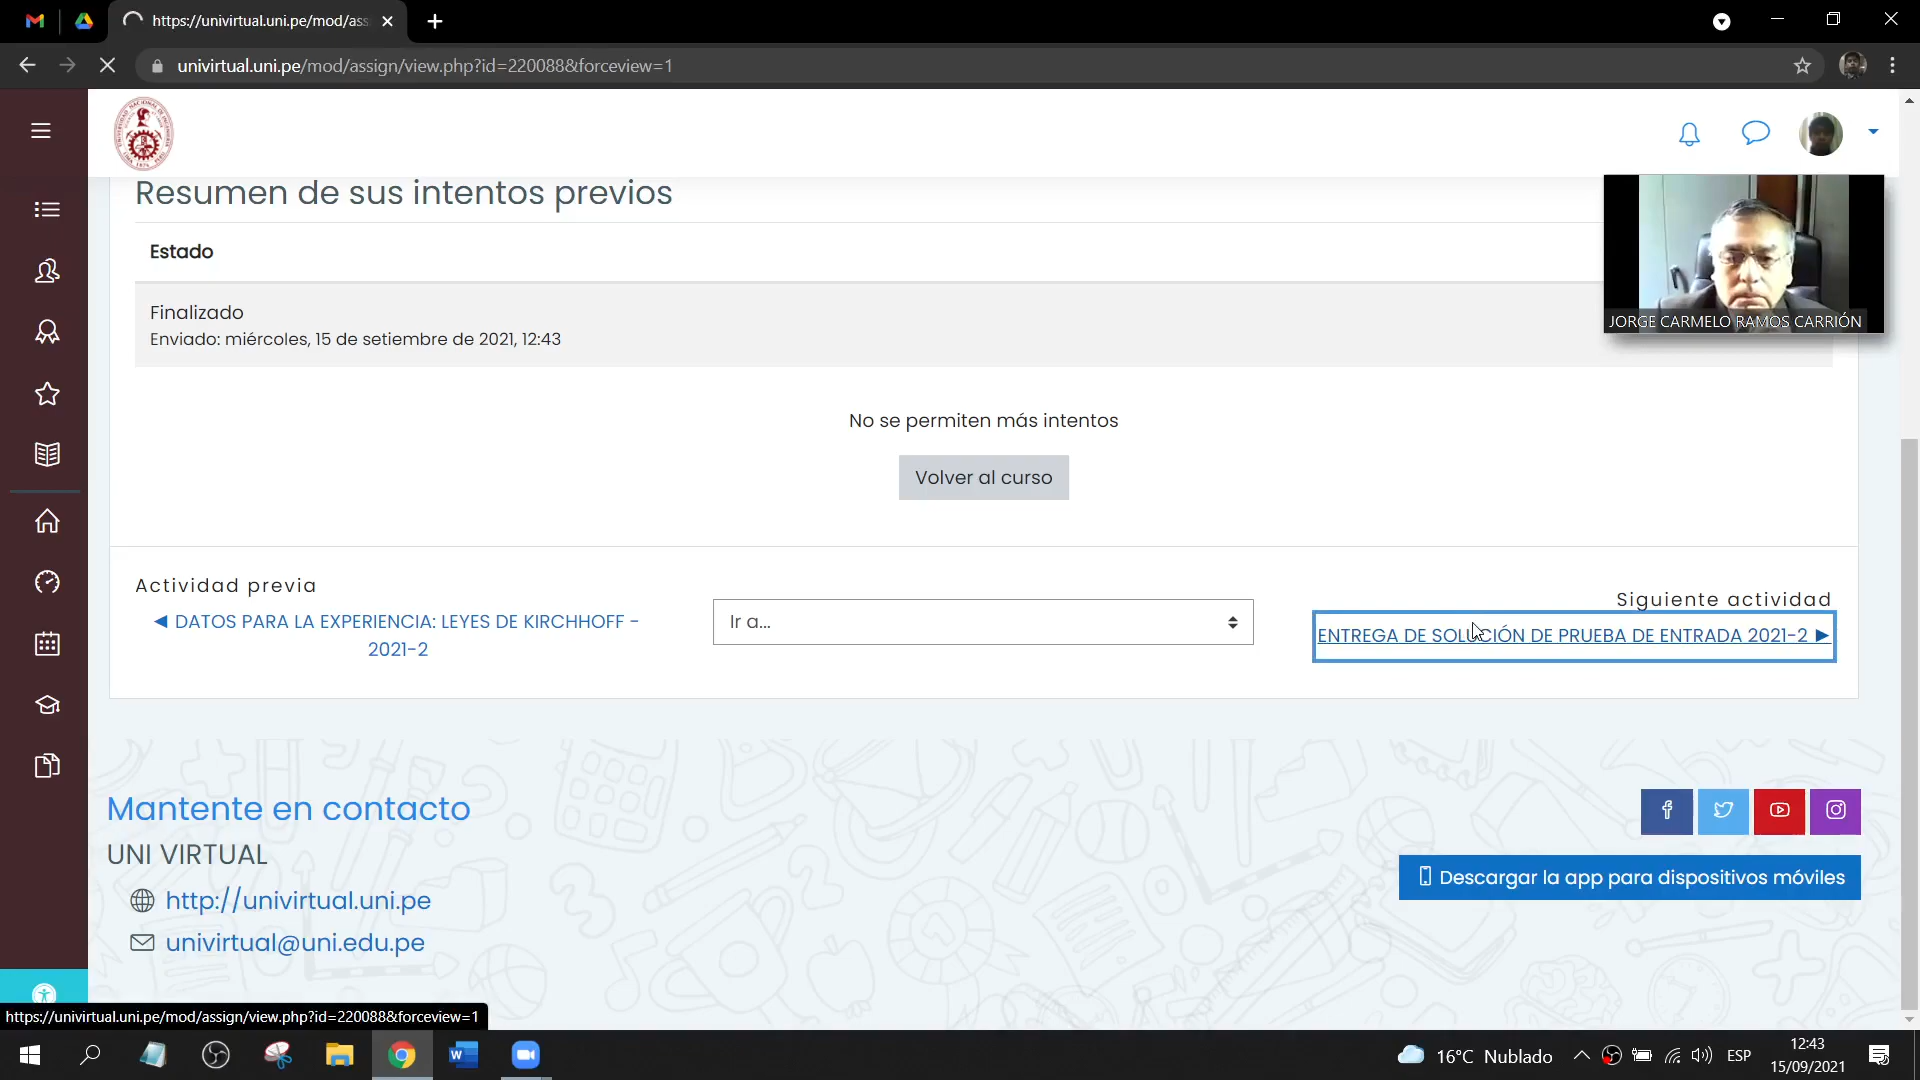 https://univirtual.uni.pe/mod/ass
univirtual.uni.pe/mod/assign/view.php?id=220088&forceview=1
Resumen de sus intentos previos
Estado
Finalizado
Enviado: miércoles, 15 de setiembre de 2021, 12:43
JORGE CARMELO RAMOS CARRIÓN
No se permiten más intentos
Volver al curso
Actividad previa
◀ DATOS PARA LA EXPERIENCIA: LEYES DE KIRCHHOFF -
2021-2
Ir a...
Siguiente actividad
ENTREGA DE SOLUCIÓN DE PRUEBA DE ENTRADA 2021-2 ▶
Mantente en contacto
UNI VIRTUAL
http://univirtual.uni.pe
univirtual@uni.edu.pe
Descargar la app para dispositivos móviles
https://univirtual.uni.pe/mod/assign/view.php?id=220088&forceview=1
16°C Nublado
ESP
12:43
15/09/2021